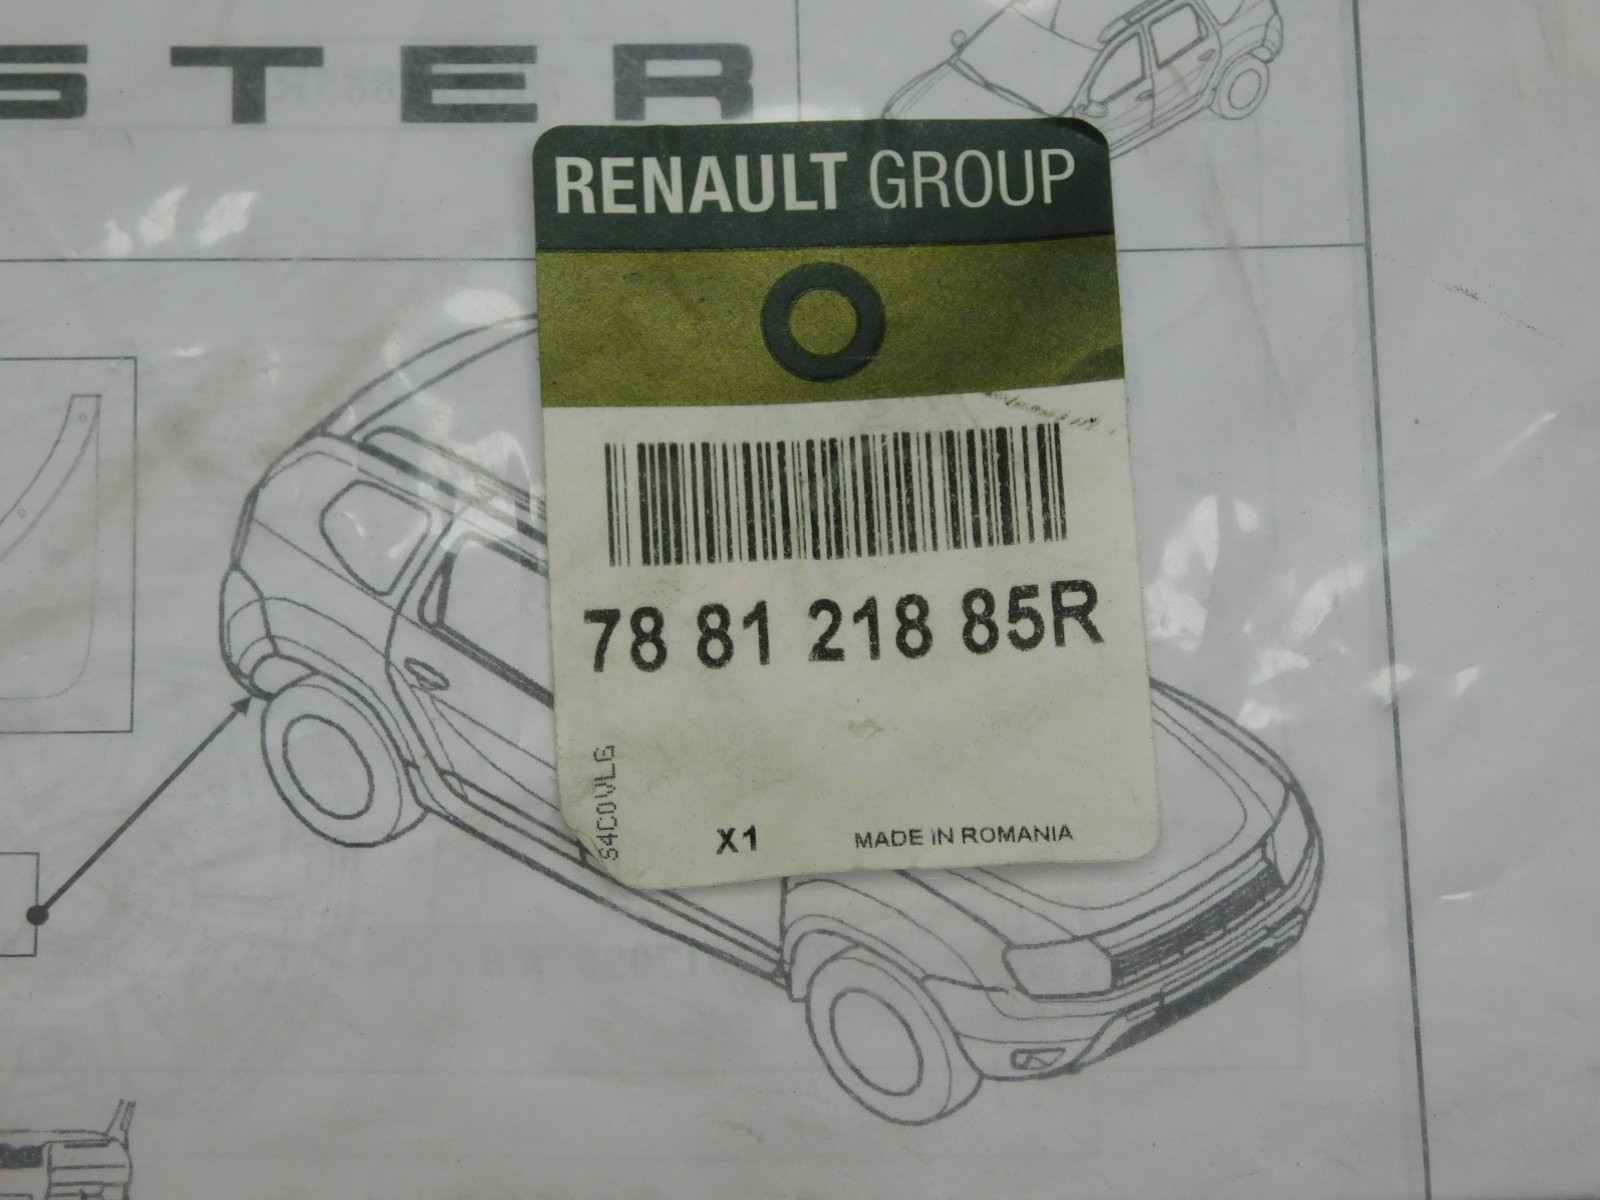 STER
RENAULT GROUP
78 81 218 85R
S4C0VLG
X1 MADE IN ROMANIA